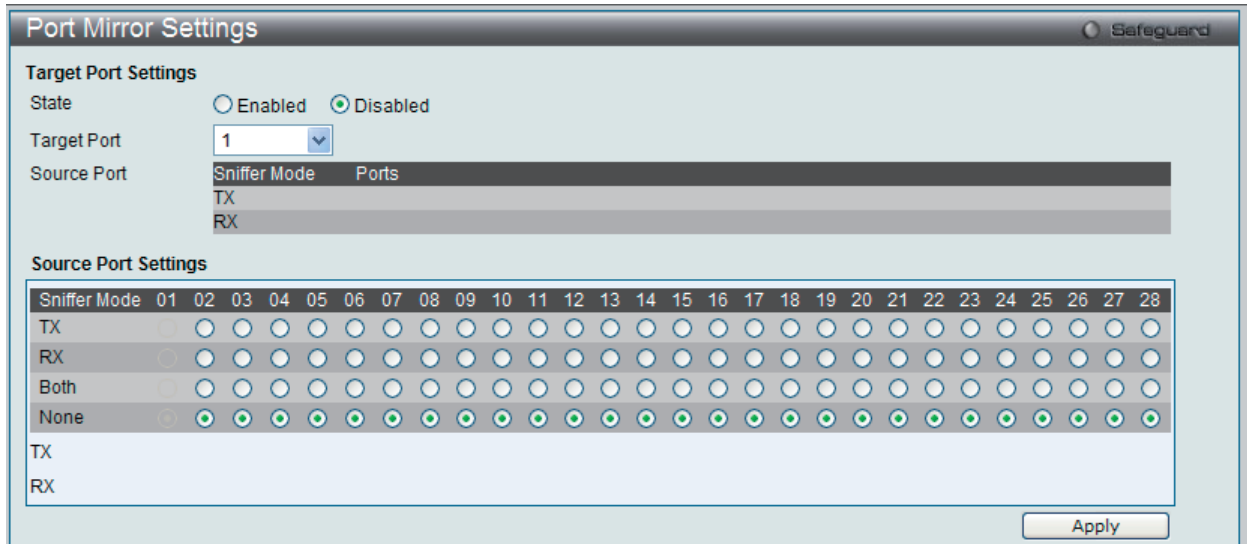 Port Mirror Settings Safeguard
Target Port Settings
State Enabled Disabled
Target Port 1
Source Port Sniffer Mode Ports
TX
RX
Source Port Settings
Sniffer Mode 01 02 03 04 05 06 07 08 09 10 11 12 13 14 15 16 17 18 19 20 21 22 23 24 25 26 27 28
TX
RX
Both
None
TX
RX
Apply